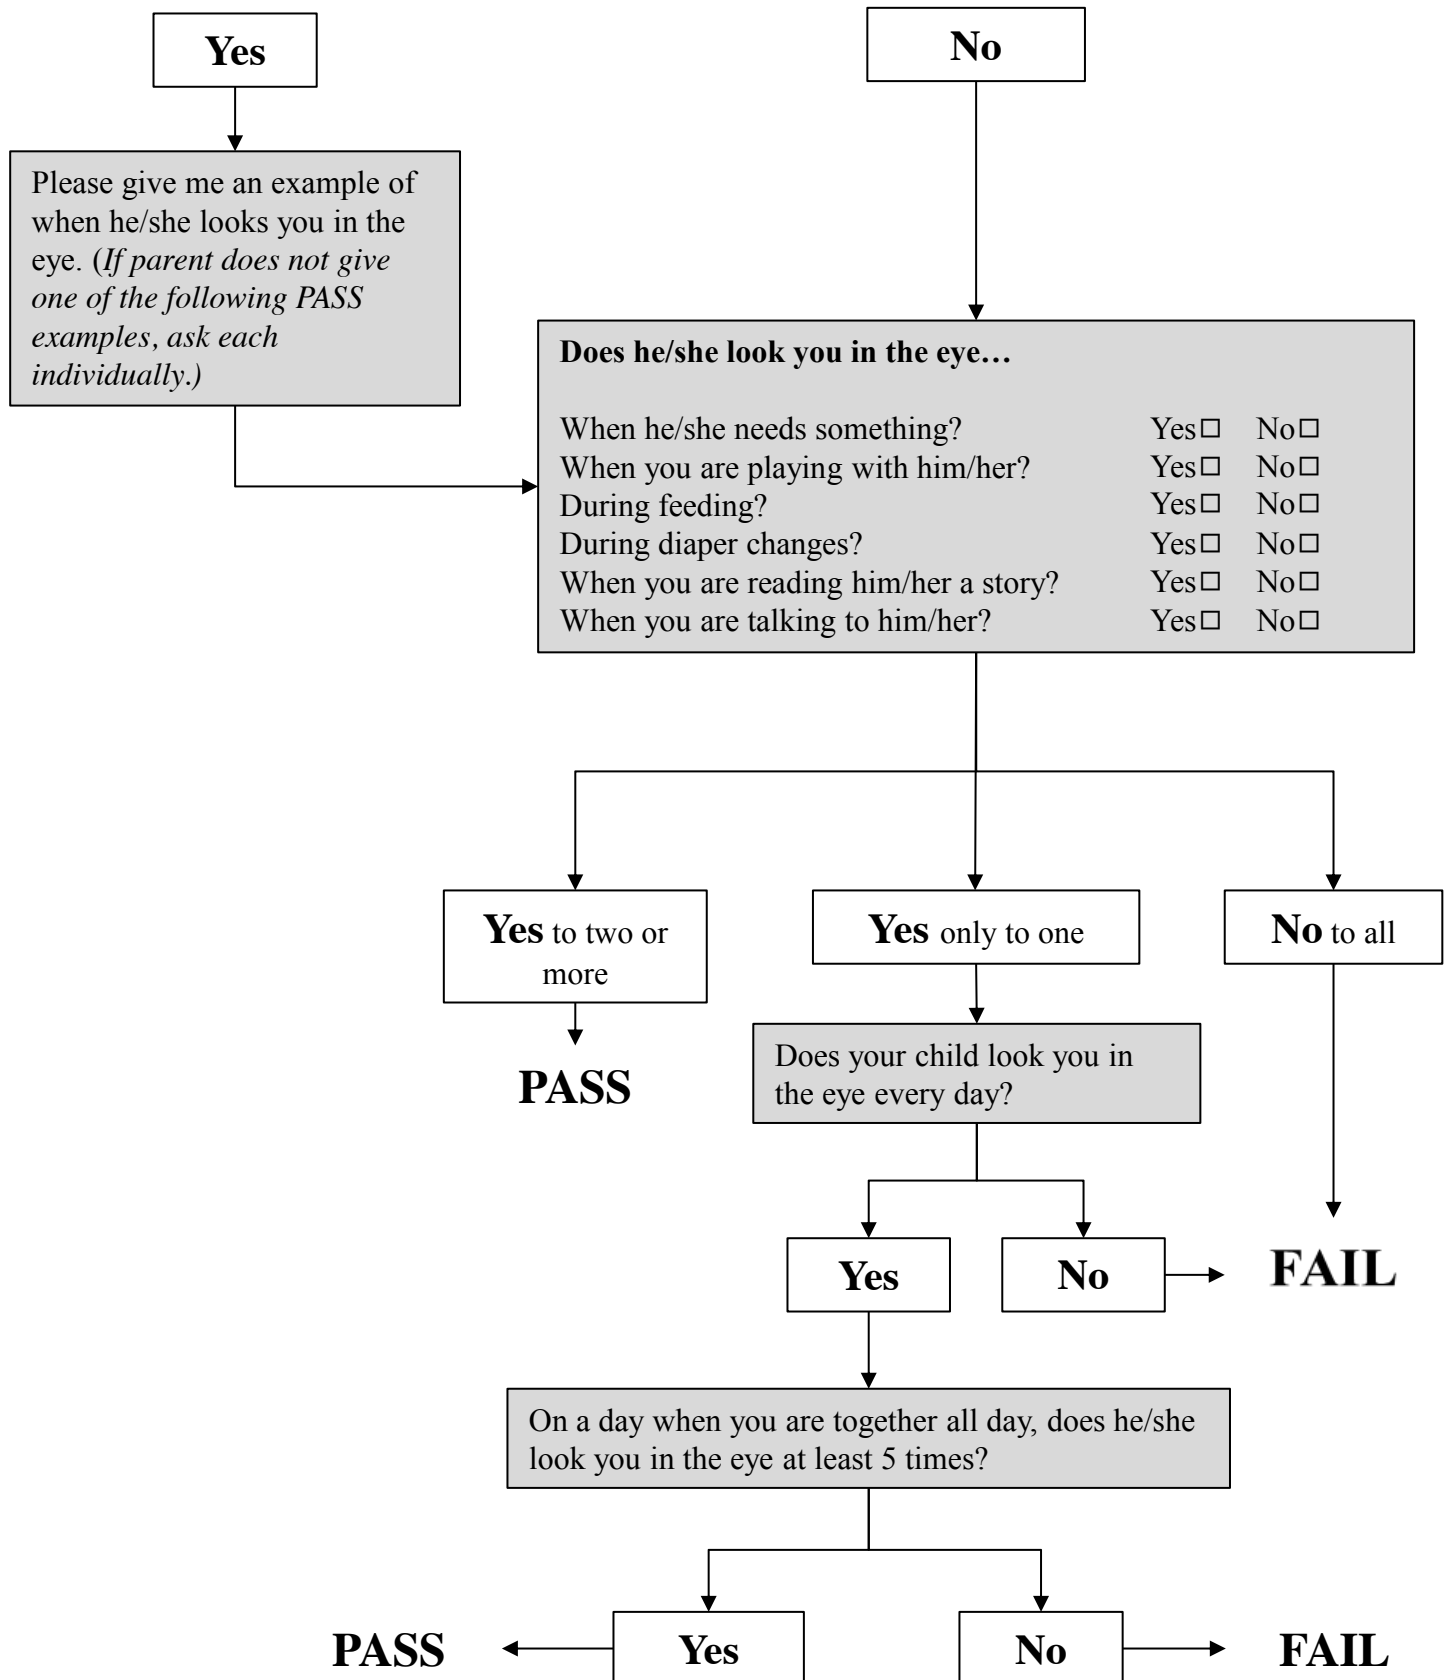 Yes
No
Please give me an example of
when he/she looks you in the
eye. (If parent does not give
one of the following PASS
examples, ask each
individually.)
Does he/she look you in the eye…
When he/she needs something? Yes□ No□
When you are playing with him/her? Yes□ No□
During feeding? Yes□ No□
During diaper changes? Yes□ No□
When you are reading him/her a story? Yes□ No□
When you are talking to him/her? Yes□ No□
Yes to two or
more
Yes only to one
No to all
PASS
Does your child look you in
the eye every day?
Yes
No
FAIL
On a day when you are together all day, does he/she
look you in the eye at least 5 times?
PASS
Yes
No
FAIL